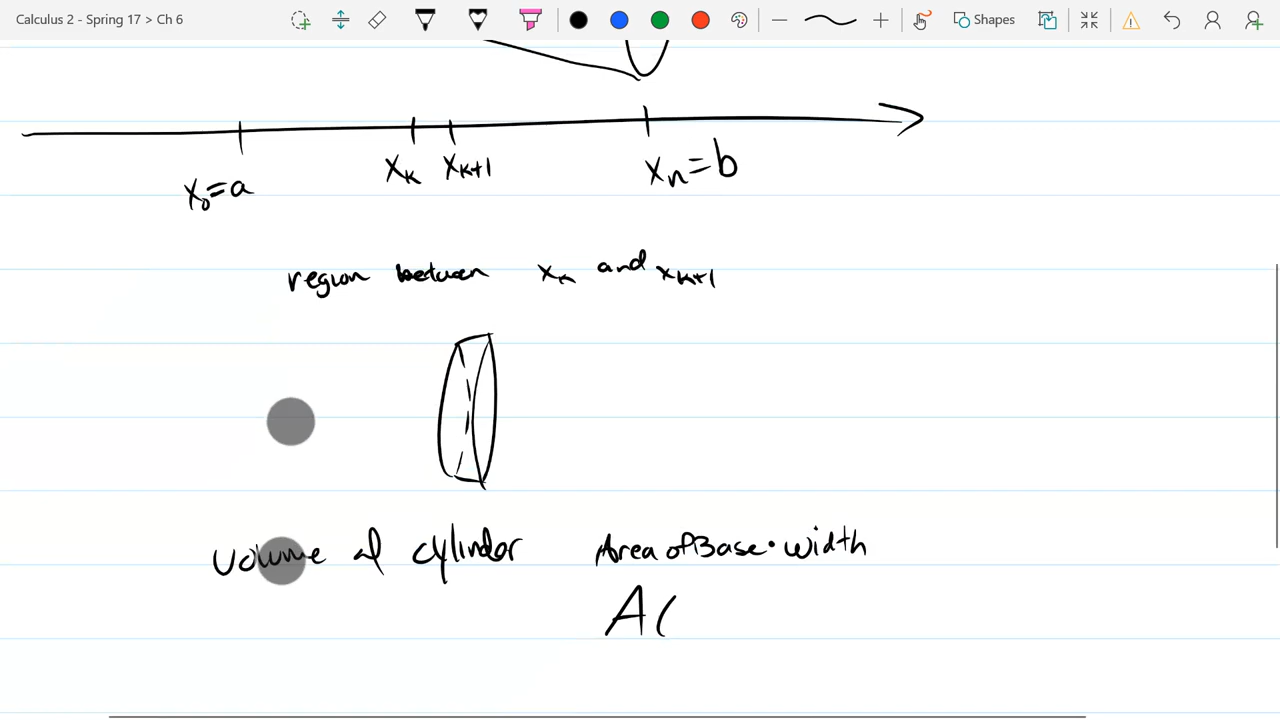 Calculus 2 - Spring 17 > Ch 6
Shapes
x₀=a xₖ xₖ₊₁ xₙ=b
region between xₖ and xₖ₊₁
Volume of cylinder Area of Base · width
A(